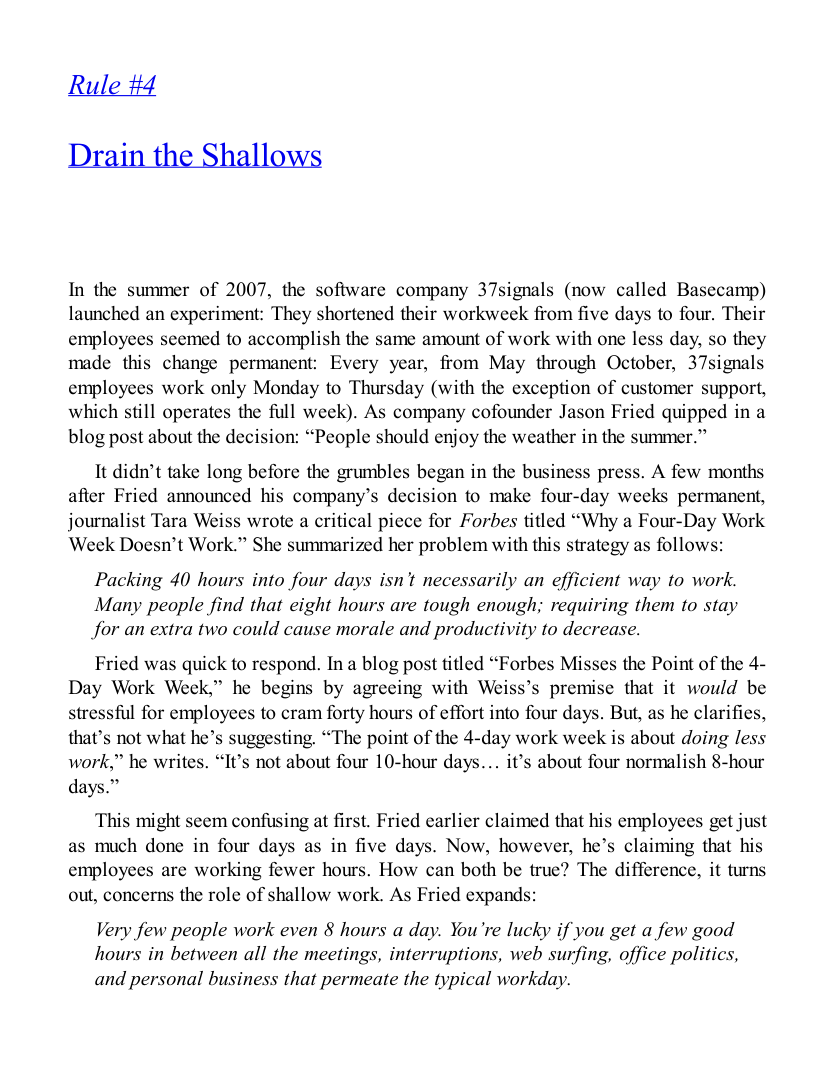 Rule #4
Drain the Shallows
In the summer of 2007, the software company 37signals (now called Basecamp)
launched an experiment: They shortened their workweek from five days to four. Their
employees seemed to accomplish the same amount of work with one less day, so they
made this change permanent: Every year, from May through October, 37signals
employees work only Monday to Thursday (with the exception of customer support,
which still operates the full week). As company cofounder Jason Fried quipped in a
blog post about the decision: “People should enjoy the weather in the summer.”
It didn’t take long before the grumbles began in the business press. A few months
after Fried announced his company’s decision to make four-day weeks permanent,
journalist Tara Weiss wrote a critical piece for Forbes titled “Why a Four-Day Work
Week Doesn’t Work.” She summarized her problem with this strategy as follows:
Packing 40 hours into four days isn’t necessarily an efficient way to work.
Many people find that eight hours are tough enough; requiring them to stay
for an extra two could cause morale and productivity to decrease.
Fried was quick to respond. In a blog post titled “Forbes Misses the Point of the 4-
Day Work Week,” he begins by agreeing with Weiss’s premise that it would be
stressful for employees to cram forty hours of effort into four days. But, as he clarifies,
that’s not what he’s suggesting. “The point of the 4-day work week is about doing less
work,” he writes. “It’s not about four 10-hour days… it’s about four normalish 8-hour
days.”
This might seem confusing at first. Fried earlier claimed that his employees get just
as much done in four days as in five days. Now, however, he’s claiming that his
employees are working fewer hours. How can both be true? The difference, it turns
out, concerns the role of shallow work. As Fried expands:
Very few people work even 8 hours a day. You’re lucky if you get a few good
hours in between all the meetings, interruptions, web surfing, office politics,
and personal business that permeate the typical workday.